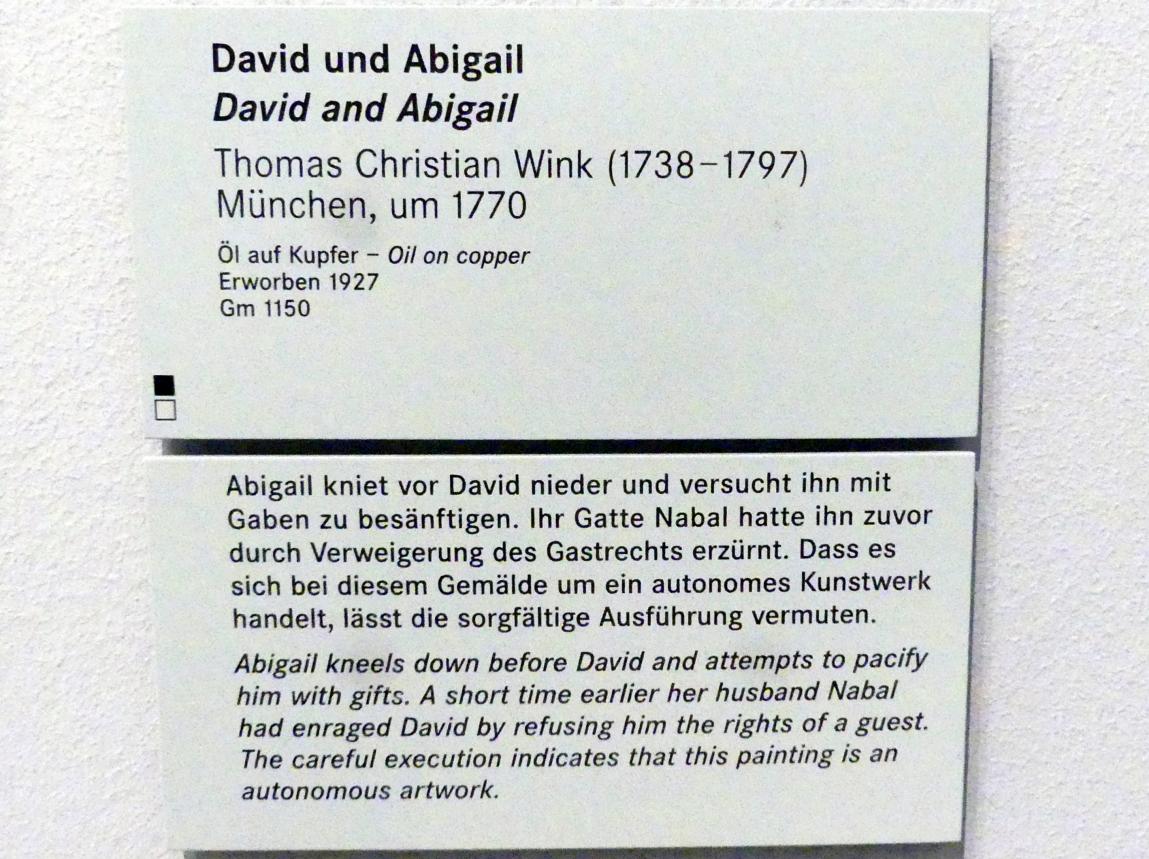 David und Abigail
David and Abigail
Thomas Christian Wink (1738–1797)
München, um 1770
Öl auf Kupfer – Oil on copper
Erworben 1927
Gm 1150
Abigail kniet vor David nieder und versucht ihn mit
Gaben zu besänftigen. Ihr Gatte Nabal hatte ihn zuvor
durch Verweigerung des Gastrechts erzürnt. Dass es
sich bei diesem Gemälde um ein autonomes Kunstwerk
handelt, lässt die sorgfältige Ausführung vermuten.
Abigail kneels down before David and attempts to pacify
him with gifts. A short time earlier her husband Nabal
had enraged David by refusing him the rights of a guest.
The careful execution indicates that this painting is an
autonomous artwork.